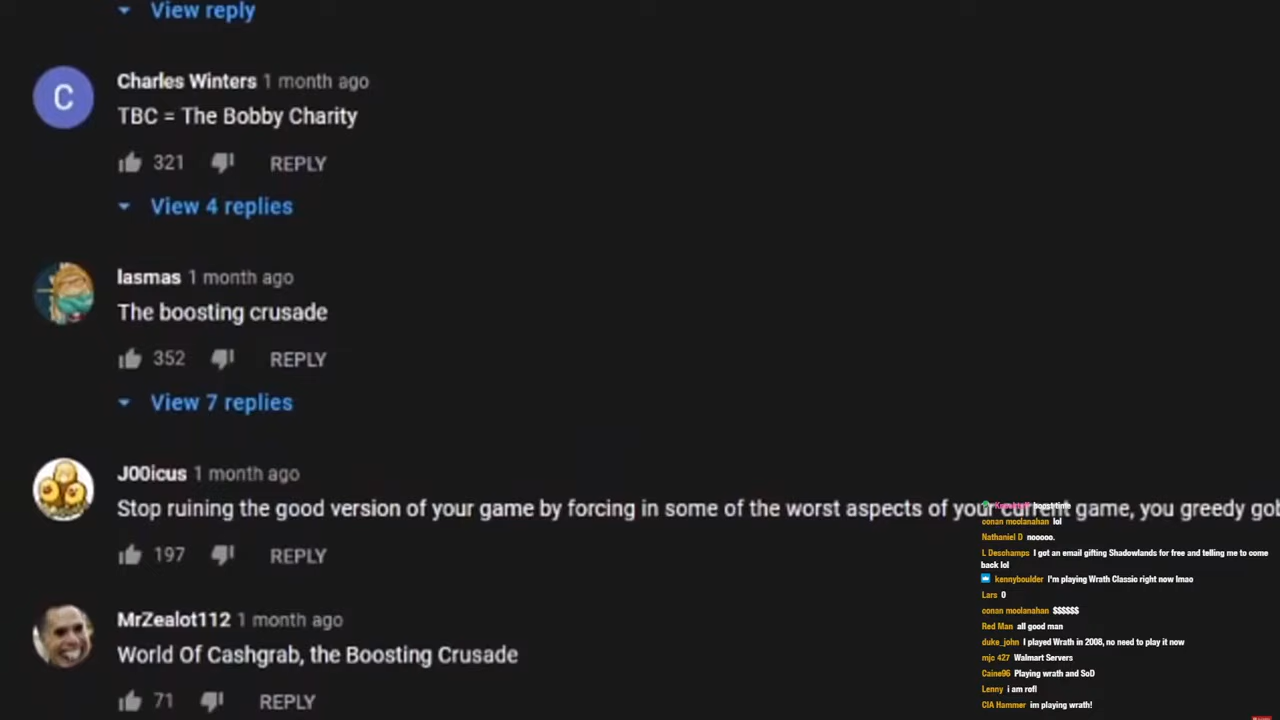 View reply
Charles Winters 1 month ago
C
TBC = The Bobby Charity
321 REPLY
View 4 replies
lasmas 1 month ago
The boosting crusade
352 REPLY
View 7 replies
J00icus 1 month ago
Stop ruining the good version of your game by forcing in some of the worst aspects of your current game, you greedy gob
197 REPLY
MrZealot112 1 month ago
World Of Cashgrab, the Boosting Crusade
71 REPLY
boost time
conan moclanahan lol
Nathaniel D nooooo.
L Deschamps I got an email gifting Shadowlands for free and telling me to come
back lol
kennyboulder I'm playing Wrath Classic right now lmao
Lars 0
conan moclanahan $$$$$$
Red Man all good man
duke_john I played Wrath in 2008, no need to play it now
mjc 427 Walmart Servers
Caine96 Playing wrath and SoD
Lenny i am rofl
CIA Hammer im playing wrath!